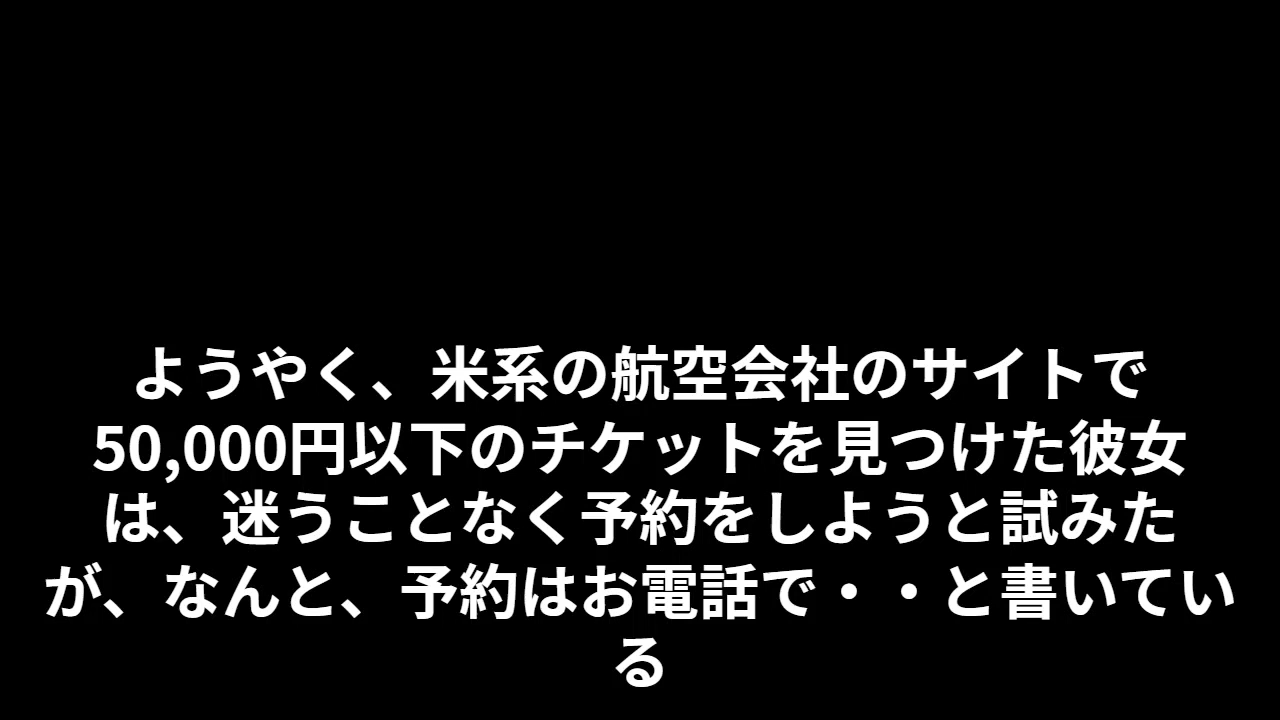 ようやく、米系の航空会社のサイトで
50,000円以下のチケットを見つけた彼女
は、迷うことなく予約をしようと試みた
が、なんと、予約はお電話で・・と書いてい
る